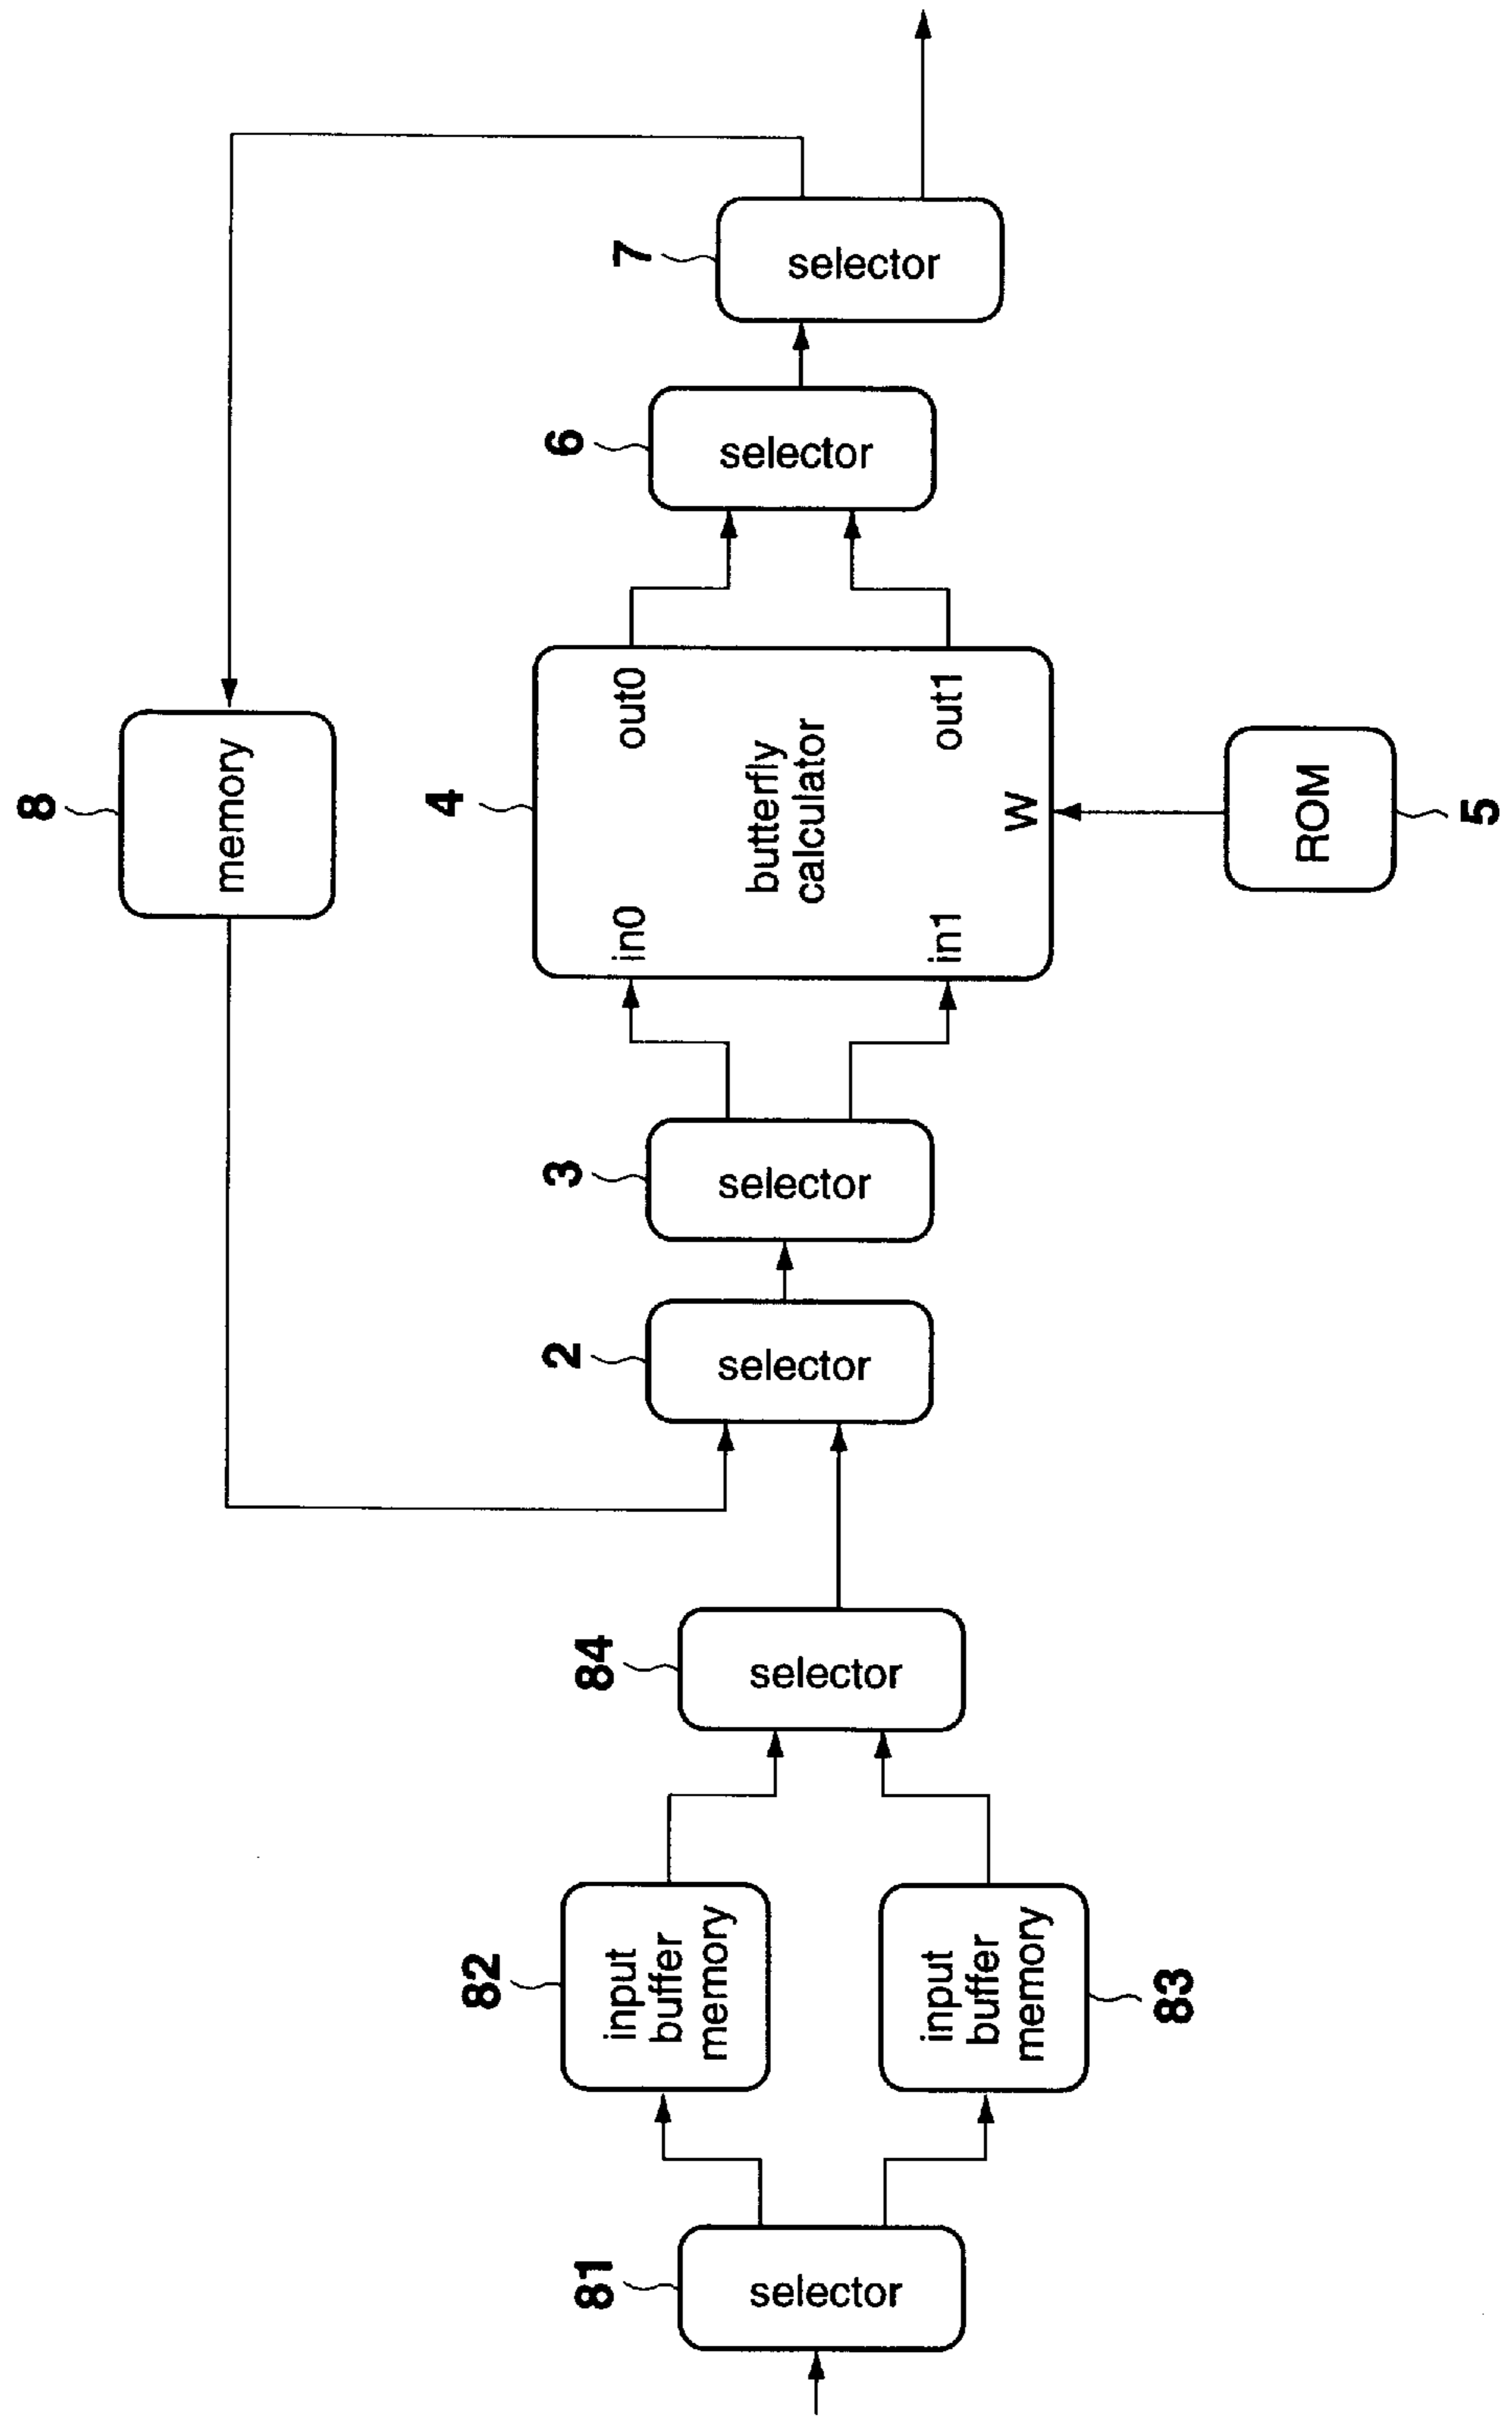 8
memory
7
selector
6
selector
4
out0
out1
butterfly
calculator
in0
in1
W
ROM
5
3
selector
2
selector
84
selector
82
input
buffer
memory
input
buffer
memory
83
81
selector